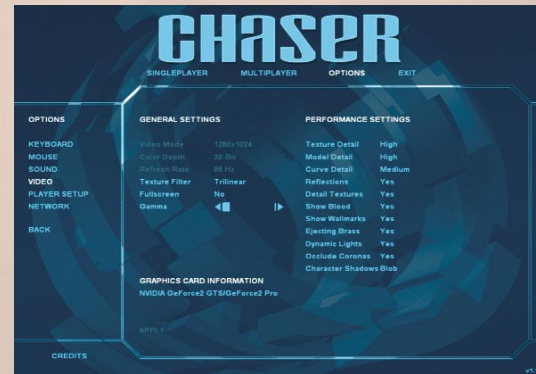 CHASER
SINGLEPLAYER MULTIPLAYER OPTIONS EXIT
OPTIONS
KEYBOARD
MOUSE
SOUND
VIDEO
PLAYER SETUP
NETWORK
BACK
GENERAL SETTINGS
Video Mode 1280x1024
Color Depth 32-Bit
Refresh Rate 85 Hz
Texture Filter Trilinear
Fullscreen No
Gamma
GRAPHICS CARD INFORMATION
NVIDIA GeForce2 GTS/GeForce2 Pro
APPLY
PERFORMANCE SETTINGS
Texture Detail High
Model Detail High
Curve Detail Medium
Reflections Yes
Detail Textures Yes
Show Blood Yes
Show Wallmarks Yes
Ejecting Brass Yes
Dynamic Lights Yes
Occlude Coronas Yes
Character Shadows Blob
CREDITS